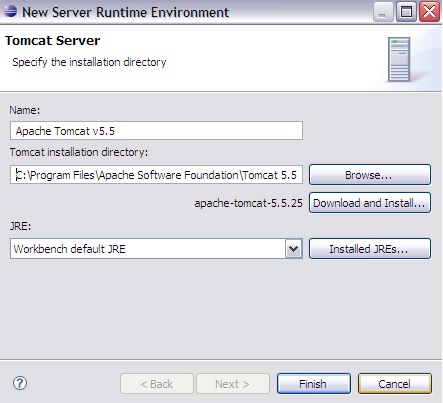 New Server Runtime Environment
Tomcat Server
Specify the installation directory
Name:
Apache Tomcat v5.5
Tomcat installation directory:
C:\Program Files\Apache Software Foundation\Tomcat 5.5
Browse...
apache-tomcat-5.5.25
Download and Install...
JRE:
Workbench default JRE
Installed JREs...
?
< Back
Next >
Finish
Cancel